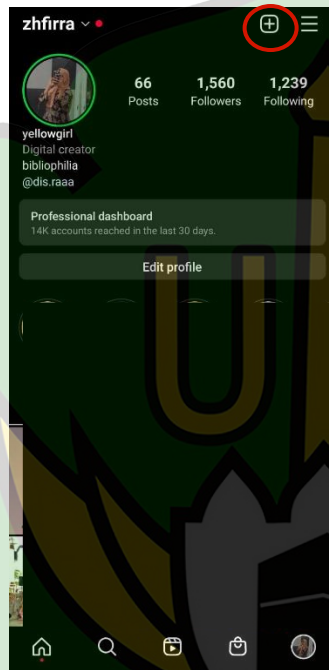 zhfirra
66 1,560 1,239
Posts Followers Following
yellowgirl
Digital creator
bibliophilia
@dis.raaa
Professional dashboard
14K accounts reached in the last 30 days.
Edit profile
U